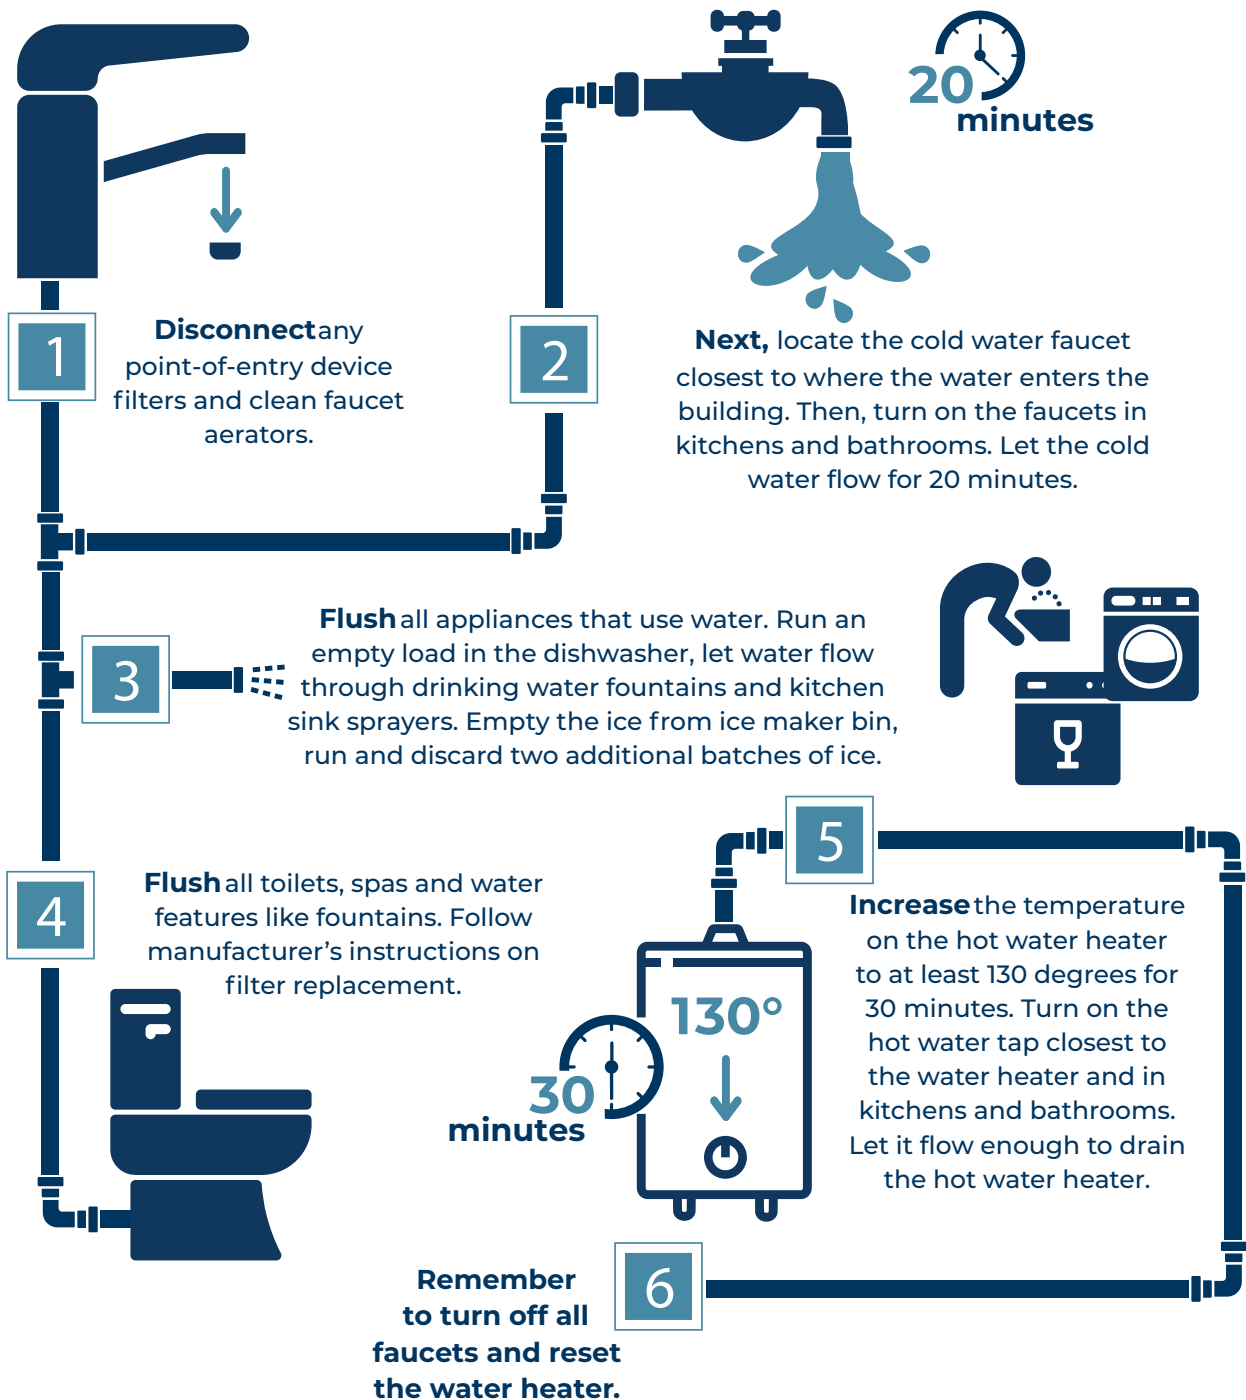 20
minutes
1
Disconnect any
point-of-entry device
filters and clean faucet
aerators.
2
Next, locate the cold water faucet
closest to where the water enters the
building. Then, turn on the faucets in
kitchens and bathrooms. Let the cold
water flow for 20 minutes.
3
Flush all appliances that use water. Run an
empty load in the dishwasher, let water flow
through drinking water fountains and kitchen
sink sprayers. Empty the ice from ice maker bin,
run and discard two additional batches of ice.
4
Flush all toilets, spas and water
features like fountains. Follow
manufacturer’s instructions on
filter replacement.
5
Increase the temperature
on the hot water heater
to at least 130 degrees for
30 minutes. Turn on the
hot water tap closest to
the water heater and in
kitchens and bathrooms.
Let it flow enough to drain
the hot water heater.
130°
30
minutes
6
Remember
to turn off all
faucets and reset
the water heater.